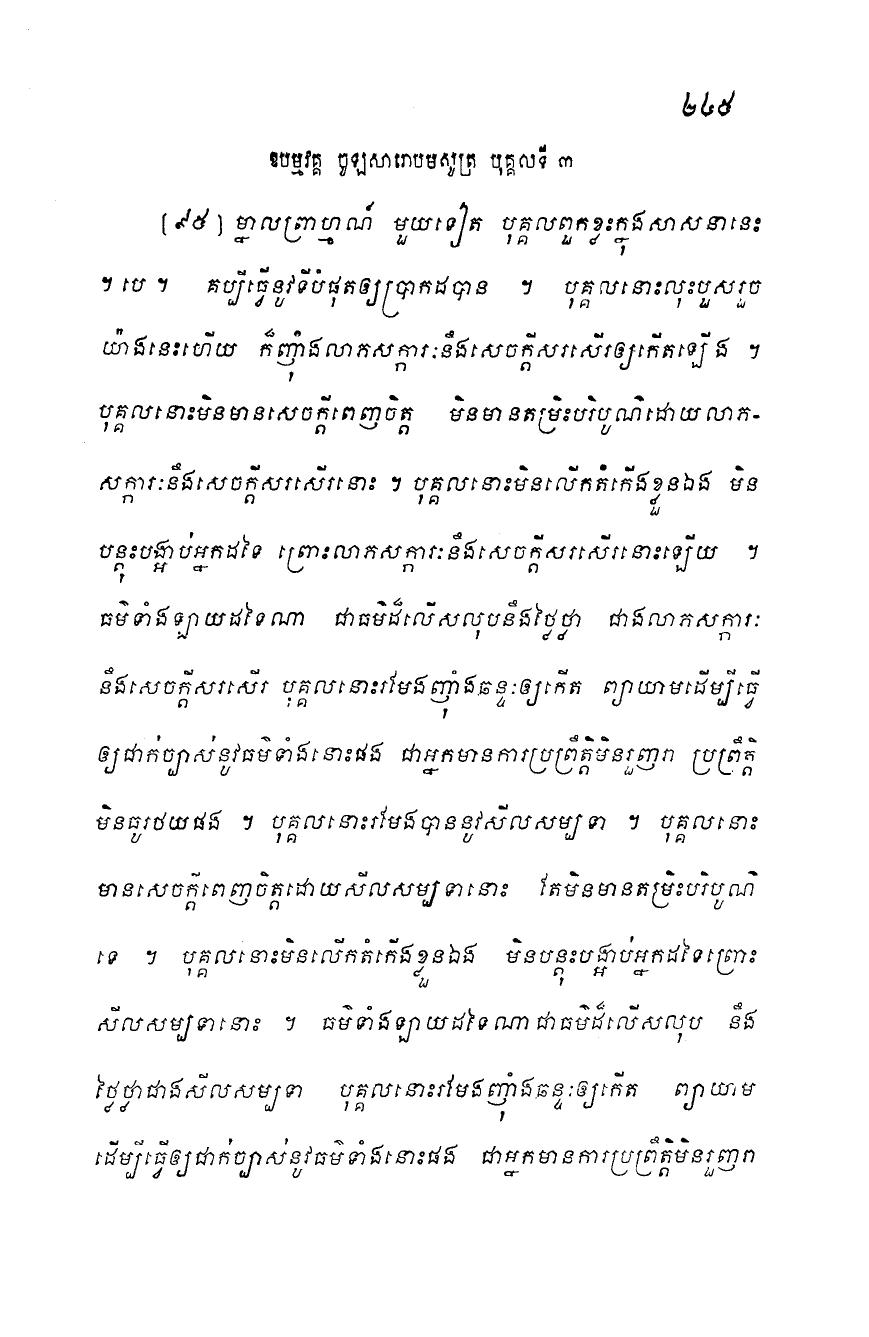 ២៤៥
ឱបម្មវគ្គ ចូឡសារោបមសូត្រ បុគ្គលទី ៣
[៩៥] ម្នាលព្រាហ្មណ៍ មួយទៀត បុគ្គលពួកខ្លះក្នុងសាសនានេះ
។ បេ ។ គប្បីធ្វើនូវទីបំផុតឲ្យប្រាកដបាន ។ បុគ្គលនោះលុះបួសរួច
យ៉ាងនេះហើយ ក៏ញ៉ាំងលាភសក្ការៈនឹងសេចក្តីសរសើរឲ្យកើតឡើង ។
បុគ្គលនោះមិនមានសេចក្តីពេញចិត្ត មិនមានតម្រិះបរិបូណ៌ដោយលាភ-
សក្ការៈនឹងសេចក្តីសរសើរនោះ ។ បុគ្គលនោះមិនលើកតំកើងខ្លួនឯង មិន
បន្តុះបង្អាប់អ្នកដទៃ ព្រោះលាភសក្ការៈនឹងសេចក្តីសរសើរនោះឡើយ ។
ធម៌ទាំងឡាយដទៃណា ជាធម៌ដ៏លើសលុបនឹងថ្លៃថ្លា ជាងលាភសក្ការៈ
នឹងសេចក្តីសរសើរ បុគ្គលនោះរមែងញ៉ាំងឆន្ទៈឲ្យកើត ព្យាយាមដើម្បីធ្វើ
ឲ្យជាក់ច្បាស់នូវធម៌ទាំងនោះផង ជាអ្នកមានការប្រព្រឹត្តិមិនរួញរា ប្រព្រឹត្តិ
មិនធូរថយផង ។ បុគ្គលនោះរមែងបាននូវសីលសម្បទា ។ បុគ្គលនោះ
មានសេចក្តីពេញចិត្តដោយសីលសម្បទានោះ តែមិនមានតម្រិះបរិបូណ៌
ទេ ។ បុគ្គលនោះមិនលើកតំកើងខ្លួនឯង មិនបន្តុះបង្អាប់អ្នកដទៃព្រោះ
សីលសម្បទានោះ ។ ធម៌ទាំងឡាយដទៃណាជាធម៌ដ៏លើសលុប នឹង
ថ្លៃថ្លាជាងសីលសម្បទា បុគ្គលនោះរមែងញ៉ាំងឆន្ទៈឲ្យកើត ព្យាយាម
ដើម្បីធ្វើឲ្យជាក់ច្បាស់នូវធម៌ទាំងនោះផង ជាអ្នកមានការប្រព្រឹត្តិមិនរួញរា